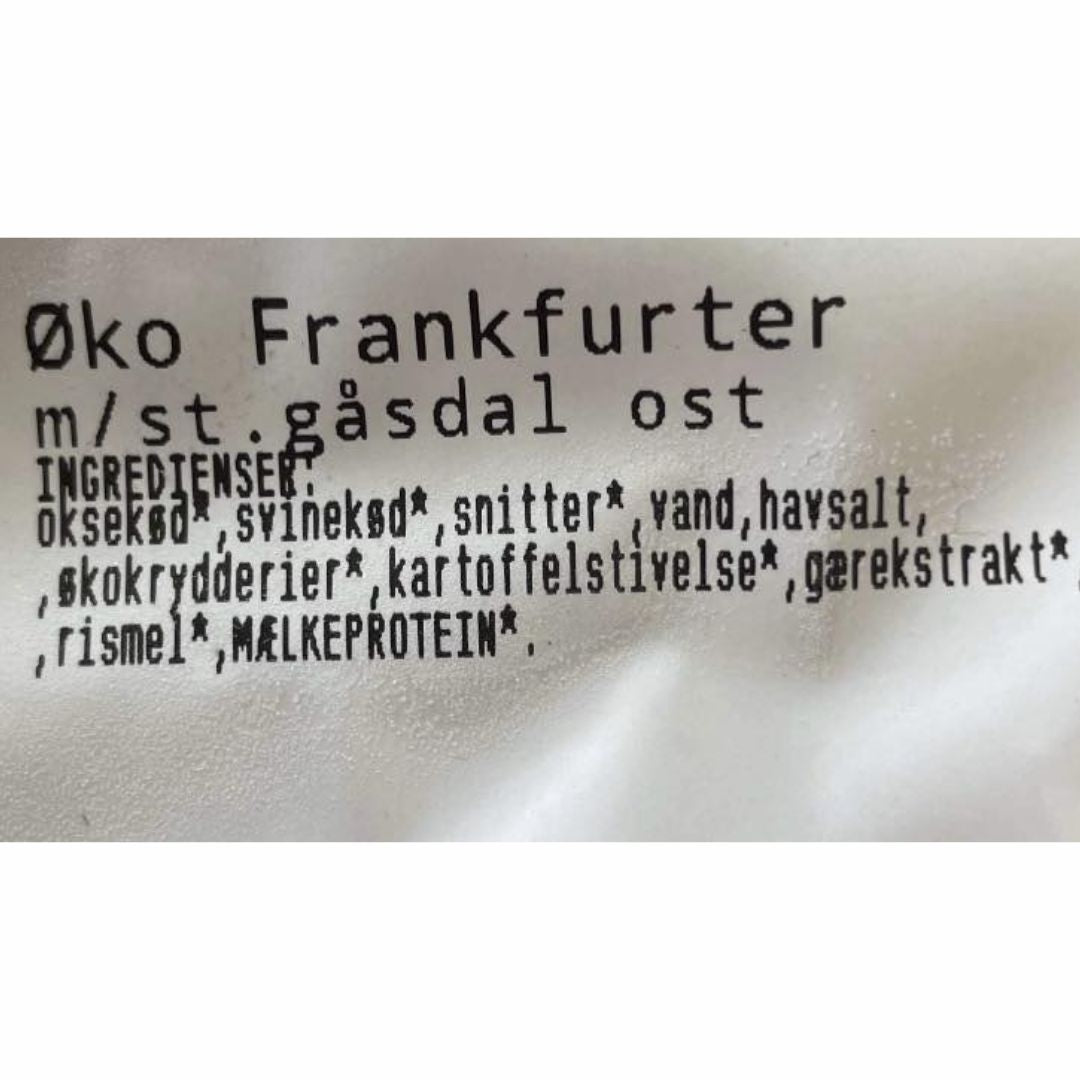 Øko Frankfurter
m/st.gåsdal ost
INGREDIENSER:
oksekød*,svinekød*,snitter*,vand,havsalt,
,økokrydderier*,kartoffelstivelse*,gærekstrakt*,
,rismel*,MÆLKEPROTEIN*.